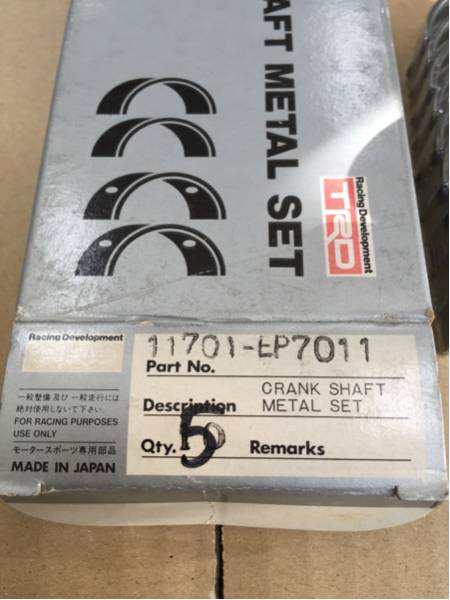 AFT METAL SET
Racing Development
TRD
Racing Development
一般整備及び一般走行には
絶対使用しないで下さい。
FOR RACING PURPOSES
USE ONLY
モータースポーツ専用部品
MADE IN JAPAN
11701-EP7011
Part No.
Description CRANK SHAFT
METAL SET
Qty. 5 Remarks